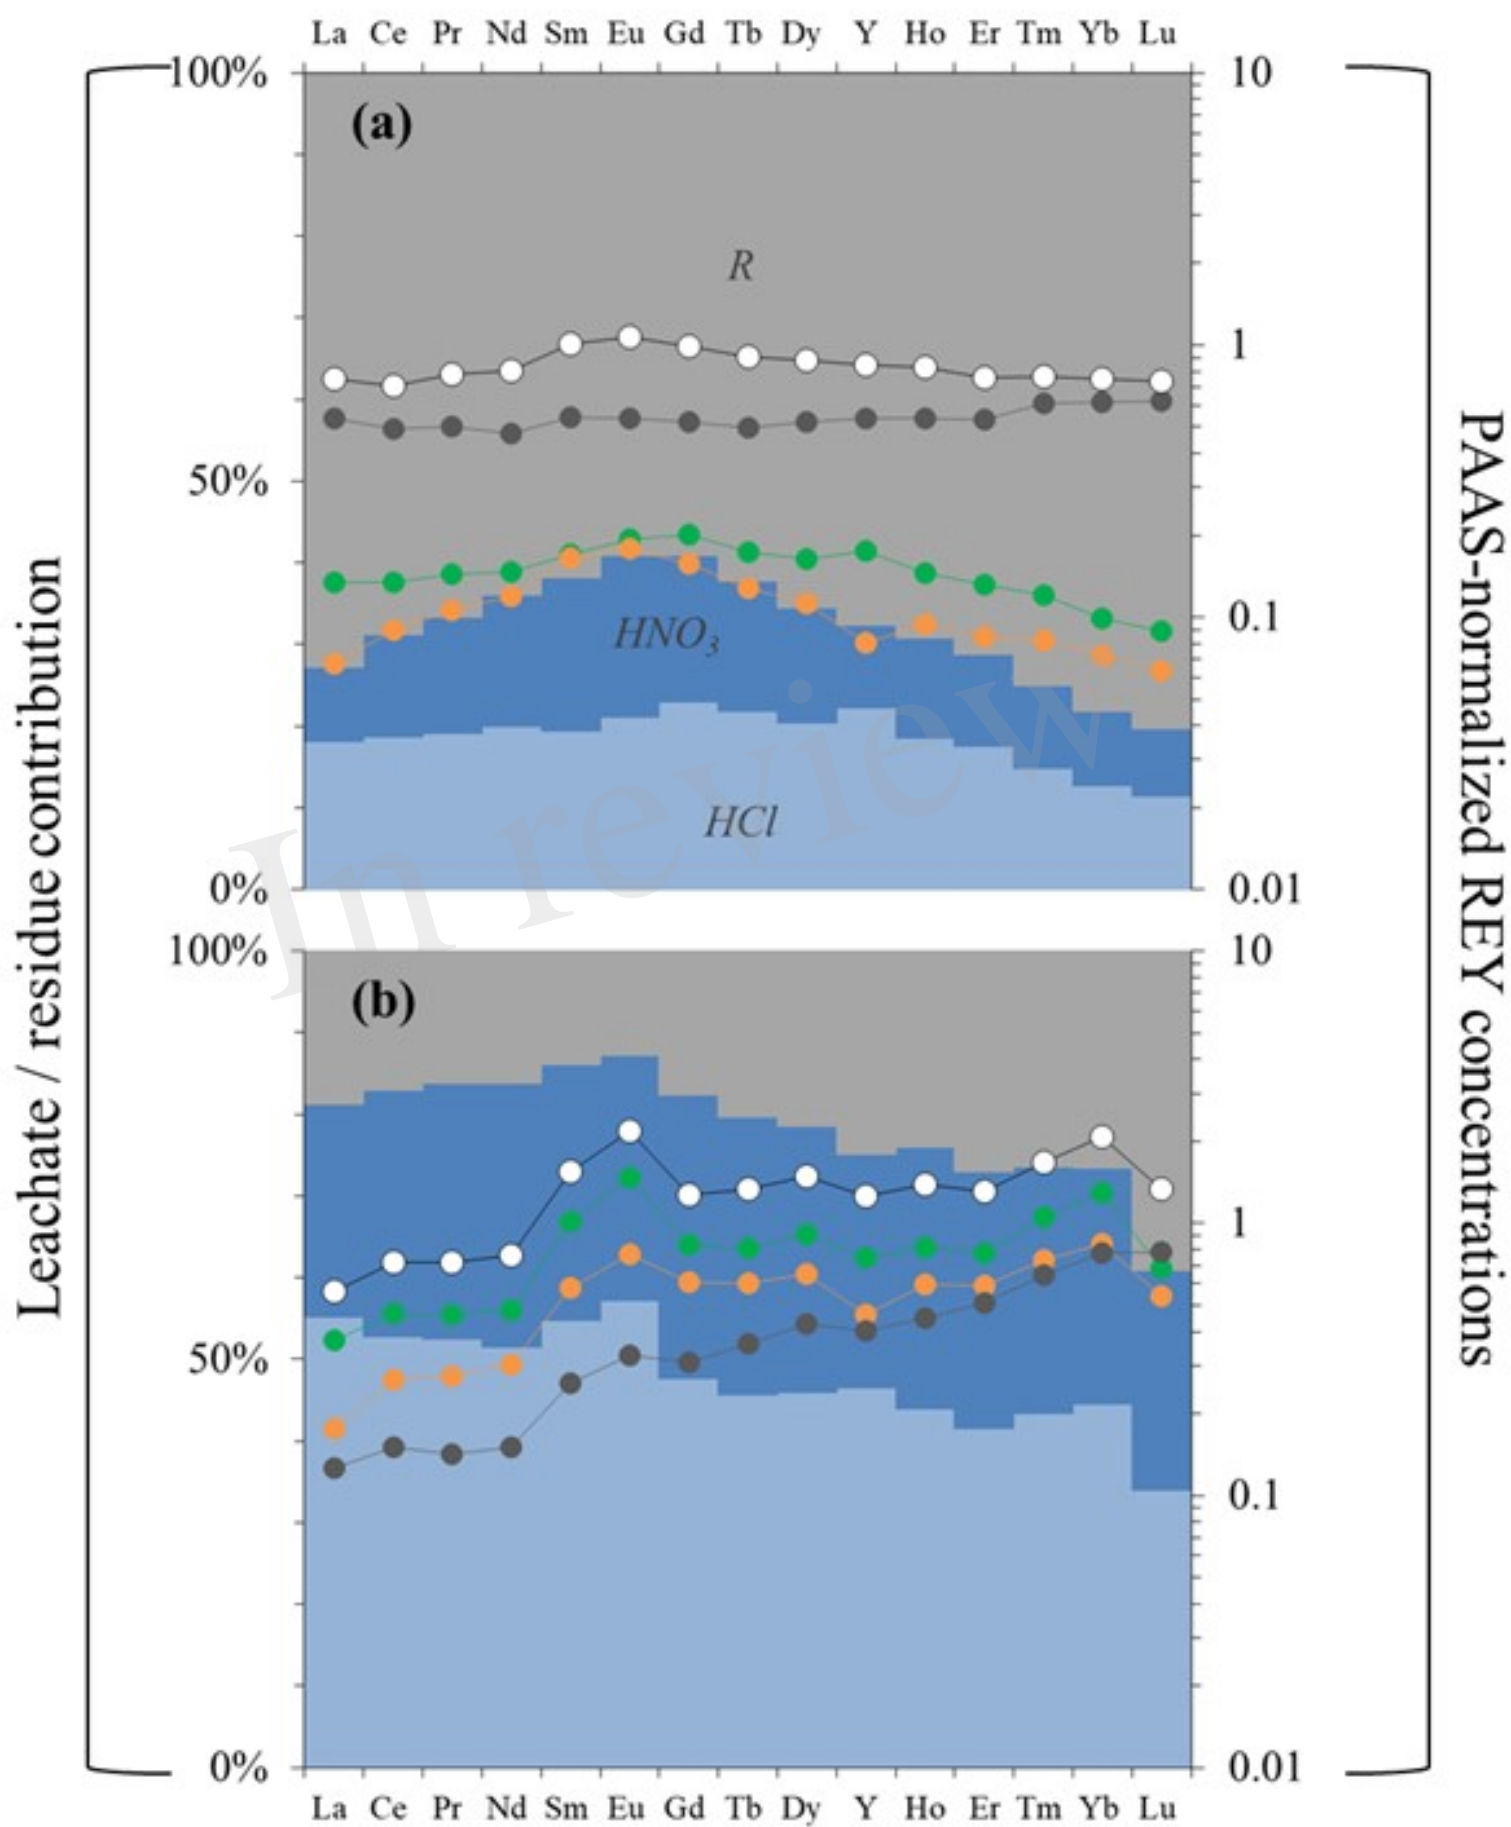 La Ce Pr Nd Sm Eu Gd Tb Dy Y Ho Er Tm Yb Lu
100%
50%
0%
(a)
R
HNO3
HCl
10
1
0.1
0.01
100%
50%
0%
(b)
10
1
0.1
0.01
La Ce Pr Nd Sm Eu Gd Tb Dy Y Ho Er Tm Yb Lu
Leachate / residue contribution
PAAS-normalized REY concentrations
In review